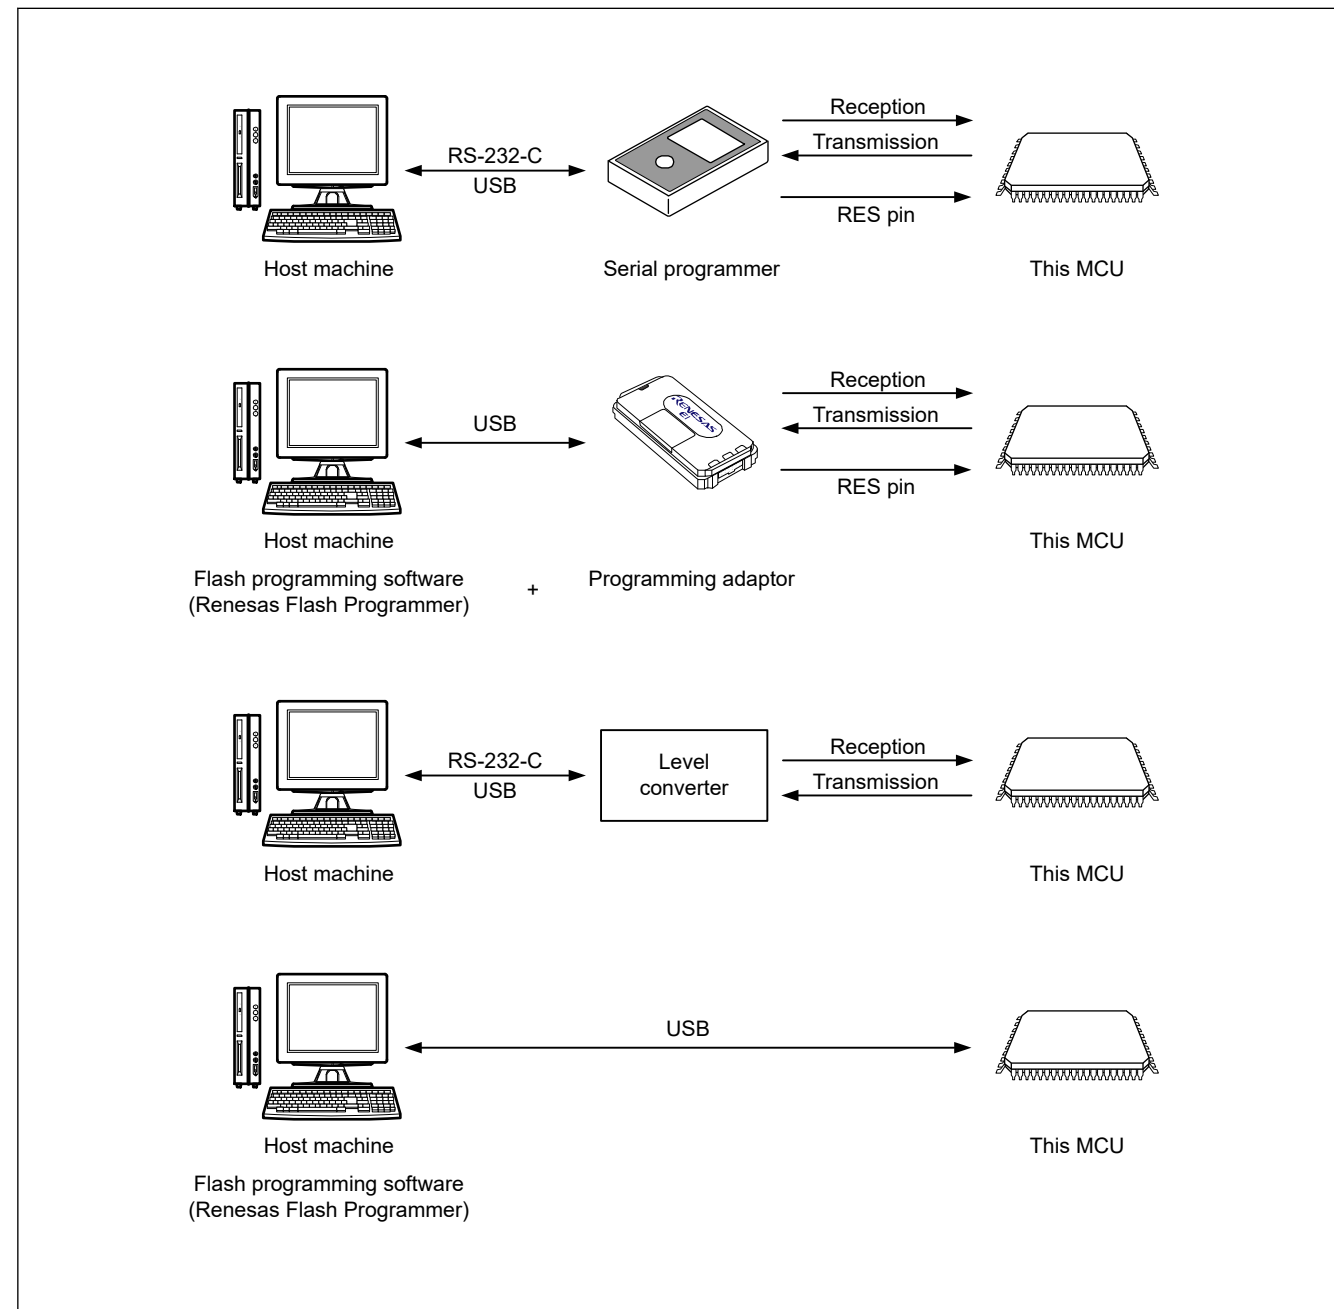 Reception
RS-232-C
Transmission
USB
RES pin
Host machine
Serial programmer
This MCU
Reception
USB
RENESAS
E1
Transmission
RES pin
Host machine
This MCU
Flash programming software
(Renesas Flash Programmer)
+
Programming adaptor
RS-232-C
USB
Level
converter
Reception
Transmission
Host machine
This MCU
USB
Host machine
This MCU
Flash programming software
(Renesas Flash Programmer)